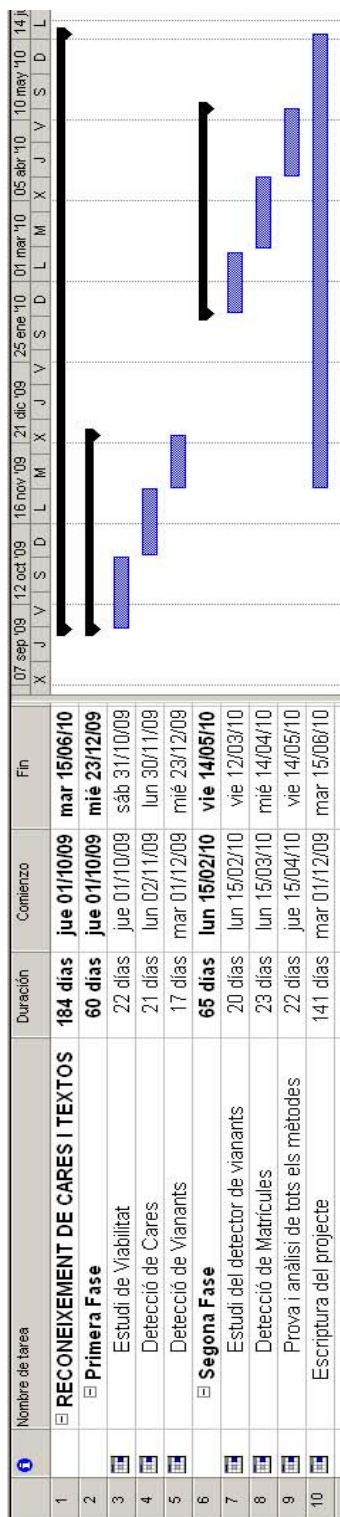 Nombre de tarea Duración Comienzo Fin 07 sep '09 12 oct '09 16 nov '09 21 dic '09 25 ene '10 01 mar '10 05 abr '10 10 may '10 14
X J V S D L M X J V S D L M X J V S D L
1 RECONEIXEMENT DE CARES I TEXTOS 184 días jue 01/10/09 mar 15/06/10
2 Primera Fase 60 días jue 01/10/09 mié 23/12/09
3 Estudi de Viabilitat 22 días jue 01/10/09 sáb 31/10/09
4 Detecció de Cares 21 días lun 02/11/09 lun 30/11/09
5 Detecció de Vianants 17 días mar 01/12/09 mié 23/12/09
6 Segona Fase 65 días lun 15/02/10 vie 14/05/10
7 Estudi del detector de vianants 20 días lun 15/02/10 vie 12/03/10
8 Detecció de Matrícules 23 días lun 15/03/10 mié 14/04/10
9 Prova i anàlisi de tots els mètodes 22 días jue 15/04/10 vie 14/05/10
10 Escriptura del projecte 141 días mar 01/12/09 mar 15/06/10